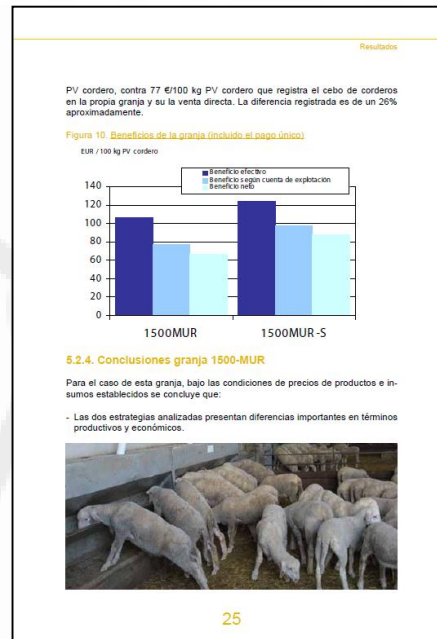 Resultados
PV cordero, contra 77 €/100 kg PV cordero que registra el cebo de corderos
en la propia granja y su la venta directa. La diferencia registrada es de un 26%
aproximadamente.
Figura 10. Beneficios de la granja (incluido el pago único)
EUR / 100 kg PV cordero
Beneficio efectivo
Beneficio según cuenta de explotación
Beneficio neto
140
120
100
80
60
40
20
0
1500MUR 1500MUR -S
5.2.4. Conclusiones granja 1500-MUR
Para el caso de esta granja, bajo las condiciones de precios de productos e in-
sumos establecidos se concluye que:
- Las dos estrategias analizadas presentan diferencias importantes en términos
productivos y económicos.
25